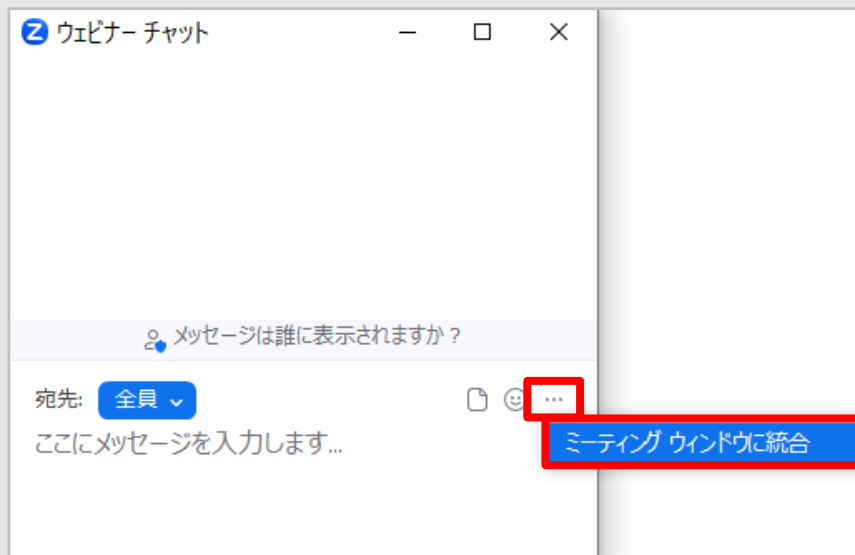 ウェビナー チャット
メッセージは誰に表示されますか？
宛先: 全員
ここにメッセージを入力します...
ミーティング ウィンドウに統合